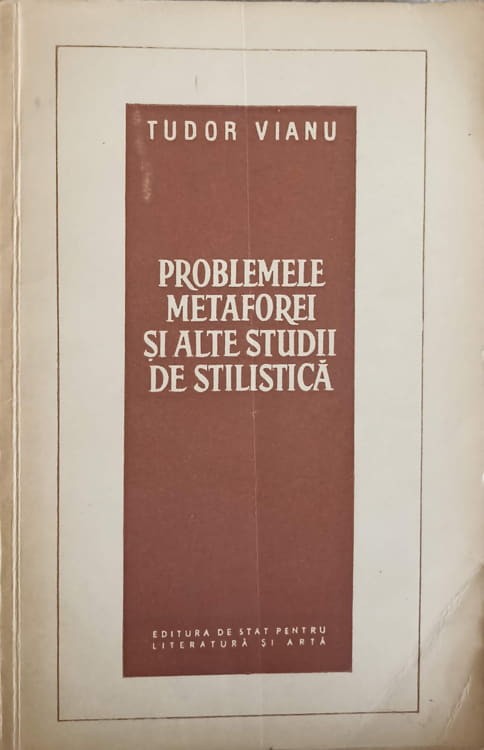 TUDOR VIANU
PROBLEMELE
METAFOREI
ȘI ALTE STUDII
DE STILISTICĂ
EDITURA DE STAT PENTRU
LITERATURĂ ȘI ARTĂ